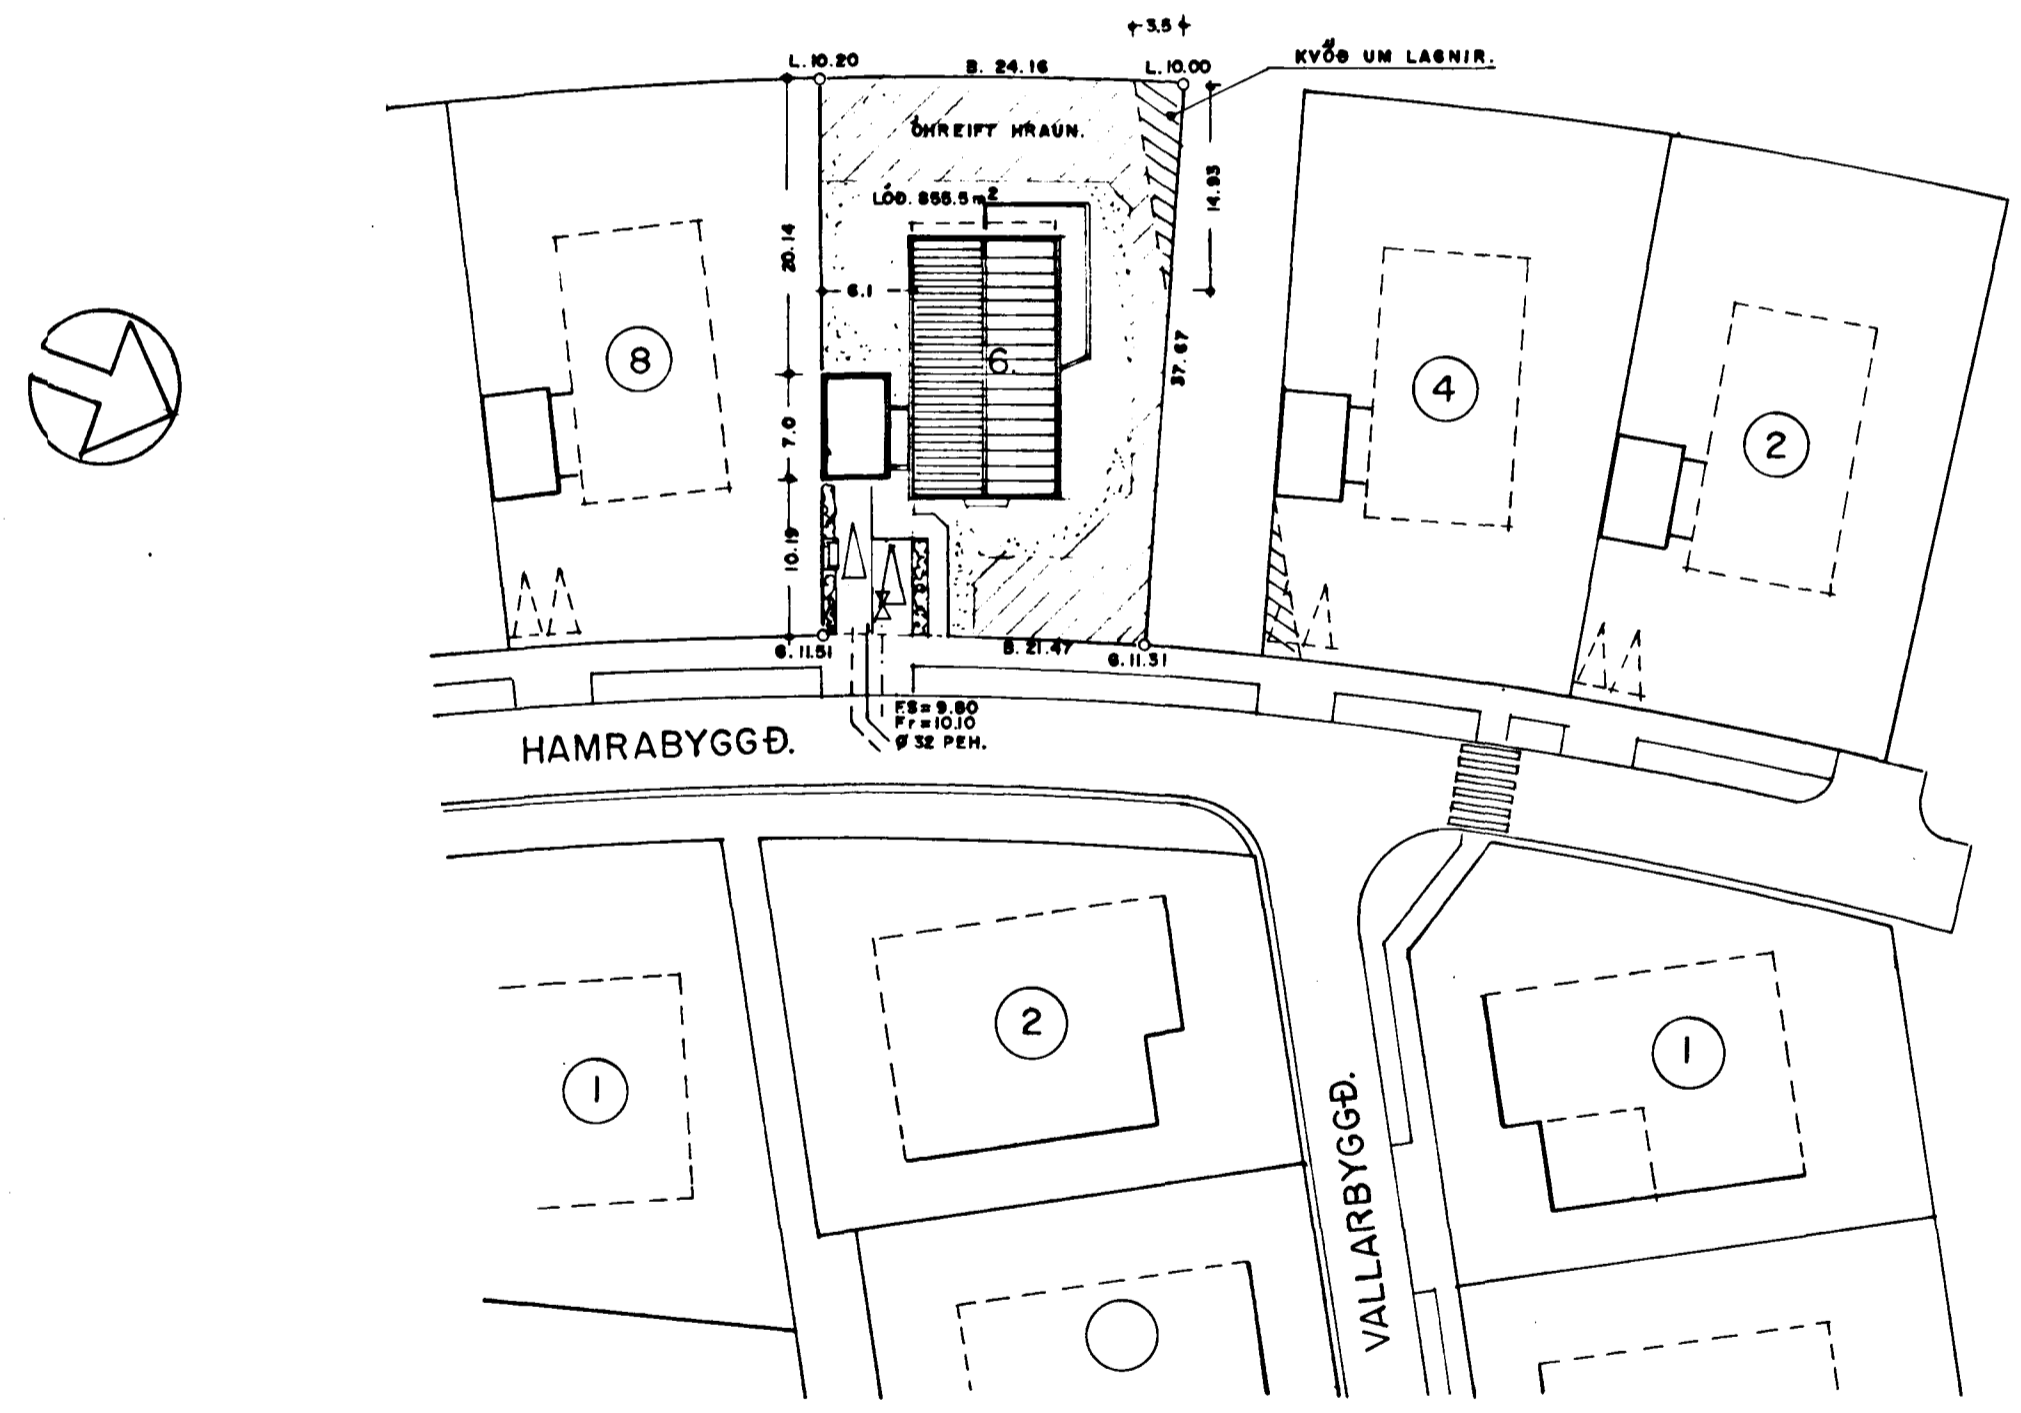 3.5
L. 10.20
B. 24.16
L. 10.00
KVÖÐ UM LAGNIR.
ÓHREIFT HRAUN.
LÓÐ. 855.5 m²
14.93
20.14
6.1
8
6.
37.67
4
2
7.0
10.19
G. 11.51
B. 21.47
G. 11.31
FS = 9.80
Fr = 10.10
Ø 32 PEH.
HAMRABYGGÐ.
2
1
1
VALLARBYGGÐ.